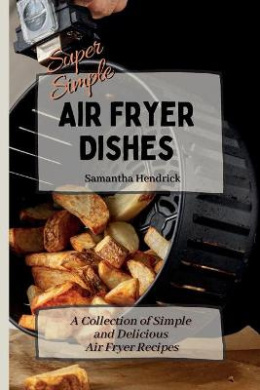 Super
Simple
AIR FRYER
DISHES
Samantha Hendrick
A Collection of Simple
and Delicious
Air Fryer Recipes